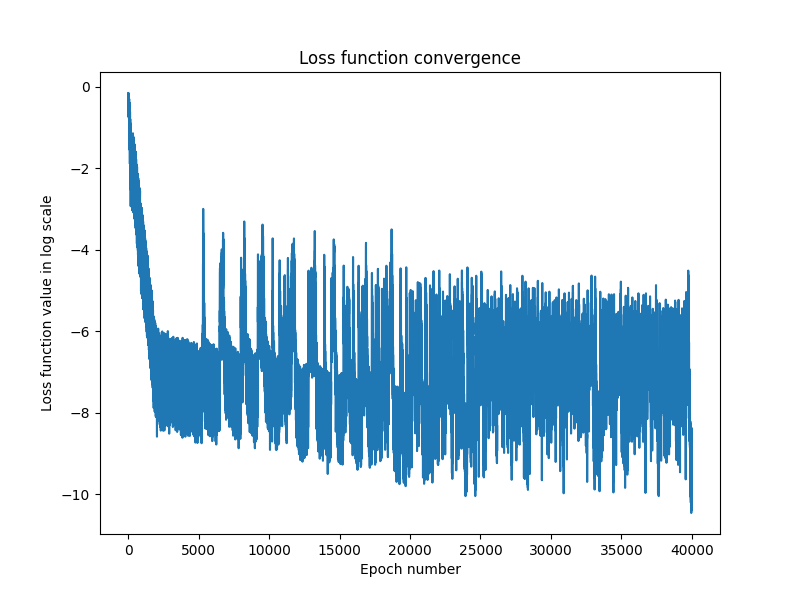 Loss function convergence
Loss function value in log scale
0
−2
−4
−6
−8
−10
0 5000 10000 15000 20000 25000 30000 35000 40000
Epoch number